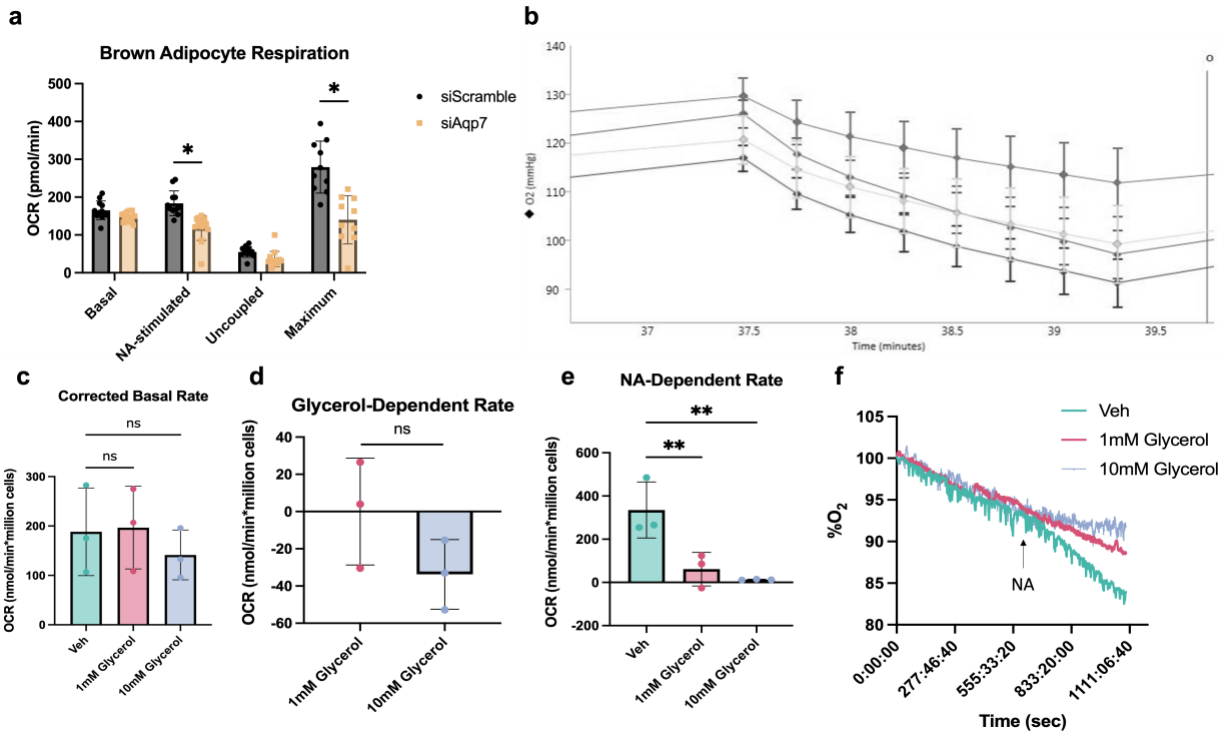 a
Brown Adipocyte Respiration
OCR (pmol/min)
500
400
300
200
100
0
*
*
siScramble
siAqp7
Basal
NA-stimulated
Uncoupled
Maximum
b
O2 (mmHg)
140
130
120
110
100
90
O
37
37.5
38
38.5
39
39.5
Time (minutes)
c
Corrected Basal Rate
OCR (nmol/min*million cells)
300
200
100
0
ns
ns
Veh
1mM Glycerol
10mM Glycerol
d
Glycerol-Dependent Rate
OCR (nmol/min*million cells)
40
20
0
-20
-40
-60
ns
1mM Glycerol
10mM Glycerol
e
NA-Dependent Rate
OCR (nmol/min*million cells)
600
400
200
0
-200
**
**
Veh
1mM Glycerol
10mM Glycerol
f
%O2
105
100
95
90
85
80
Veh
1mM Glycerol
10mM Glycerol
NA
0:00:00
277:46:40
555:33:20
833:20:00
1111:06:40
Time (sec)